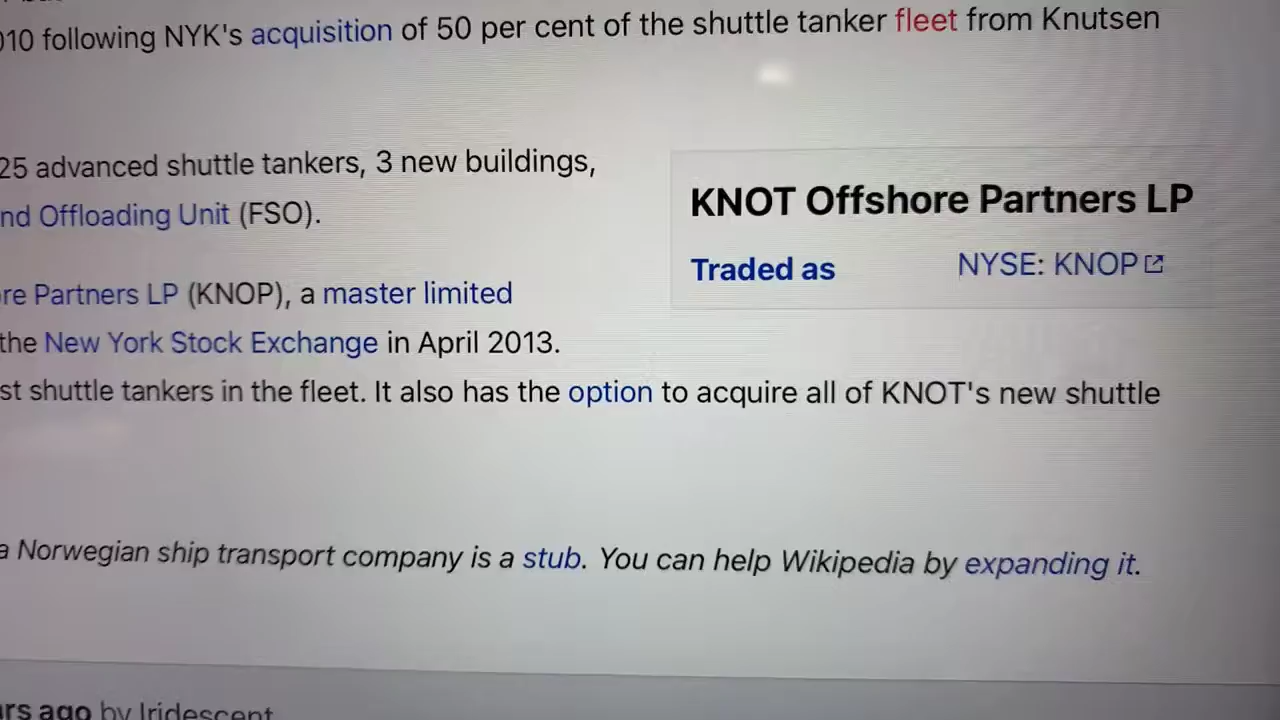 010 following NYK's acquisition of 50 per cent of the shuttle tanker fleet from Knutsen
25 advanced shuttle tankers, 3 new buildings,
nd Offloading Unit (FSO).
KNOT Offshore Partners LP
Traded as NYSE: KNOP
re Partners LP (KNOP), a master limited
the New York Stock Exchange in April 2013.
st shuttle tankers in the fleet. It also has the option to acquire all of KNOT's new shuttle
a Norwegian ship transport company is a stub. You can help Wikipedia by expanding it.
urs ago by Iridescent